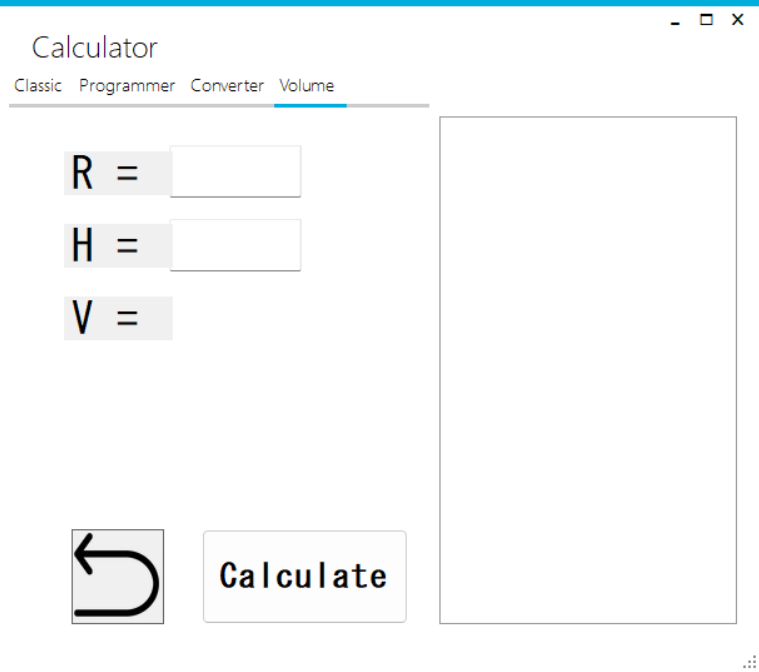 Calculator
Classic Programmer Converter Volume
R =
H =
V =
Calculate